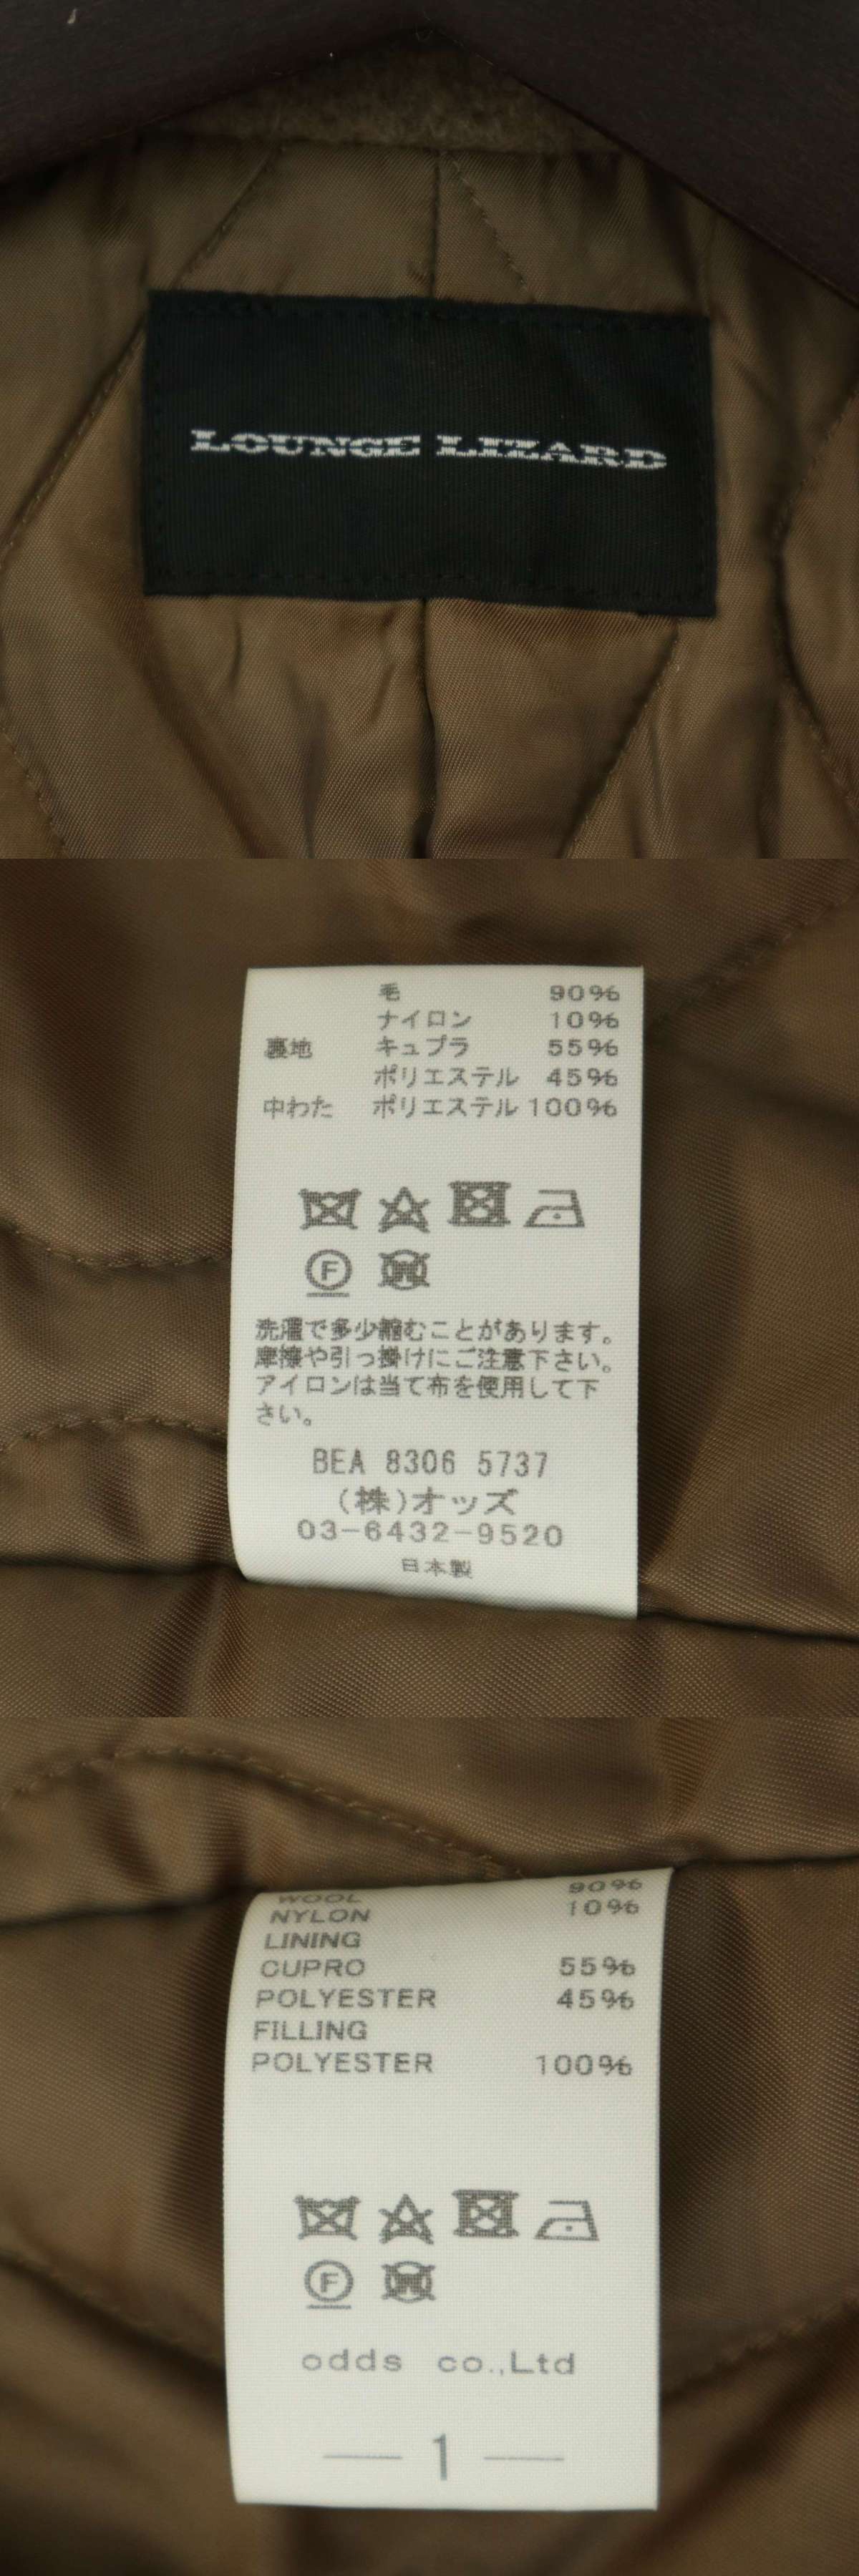 LOUNGE LIZARD
毛 90%
ナイロン 10%
裏地 キュプラ 55%
ポリエステル 45%
中わた ポリエステル 100%
F
W
洗濯で多少縮むことがあります。
摩擦や引っ掛けにご注意下さい。
アイロンは当て布を使用して下
さい。
BEA 8306 5737
(株)オッズ
03-6432-9520
日本製
WOOL 90%
NYLON 10%
LINING
CUPRO 55%
POLYESTER 45%
FILLING
POLYESTER 100%
F
W
odds co.,Ltd
1